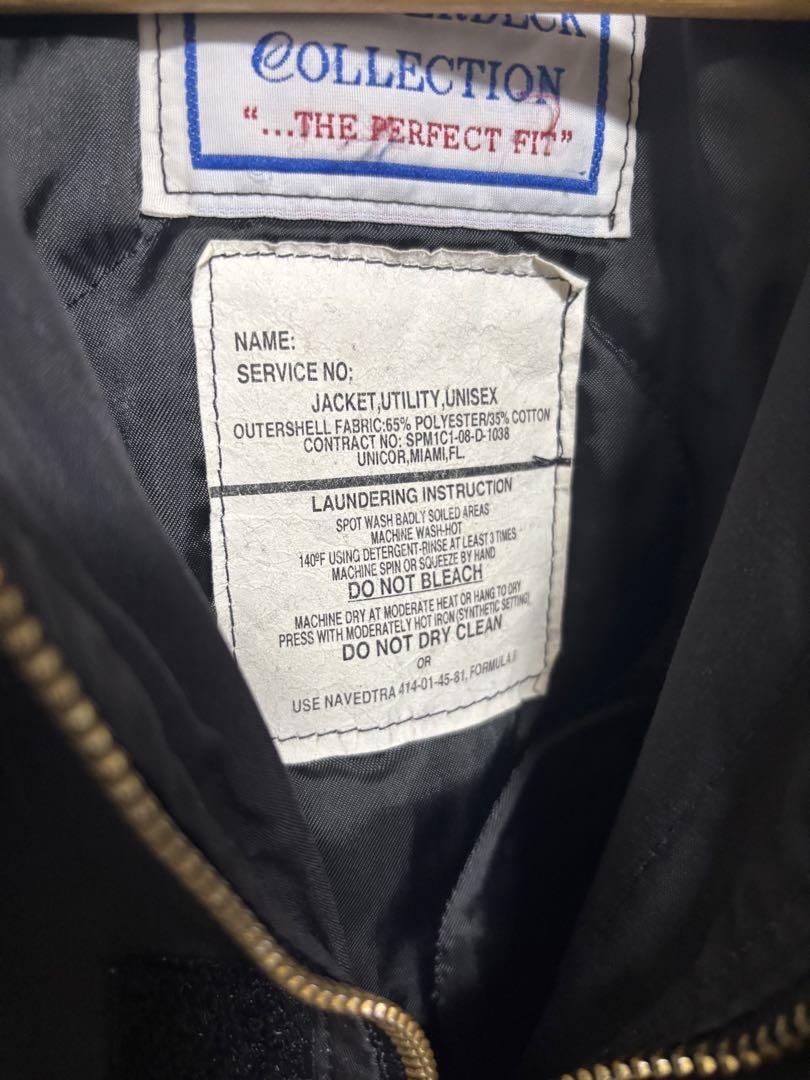 COLLECTION
"...THE PERFECT FIT"
NAME:
SERVICE NO:
JACKET,UTILITY,UNISEX
OUTERSHELL FABRIC:65% POLYESTER/35% COTTON
CONTRACT NO: SPM1C1-08-D-1038
UNICOR,MIAMI,FL.
LAUNDERING INSTRUCTION
SPOT WASH BADLY SOILED AREAS
MACHINE WASH-HOT
140ºF USING DETERGENT-RINSE AT LEAST 3 TIMES
MACHINE SPIN OR SQUEEZE BY HAND
DO NOT BLEACH
MACHINE DRY AT MODERATE HEAT OR HANG TO DRY
PRESS WITH MODERATELY HOT IRON (SYNTHETIC SETTING)
DO NOT DRY CLEAN
OR
USE NAVEDTRA 414-01-45-81, FORMULA